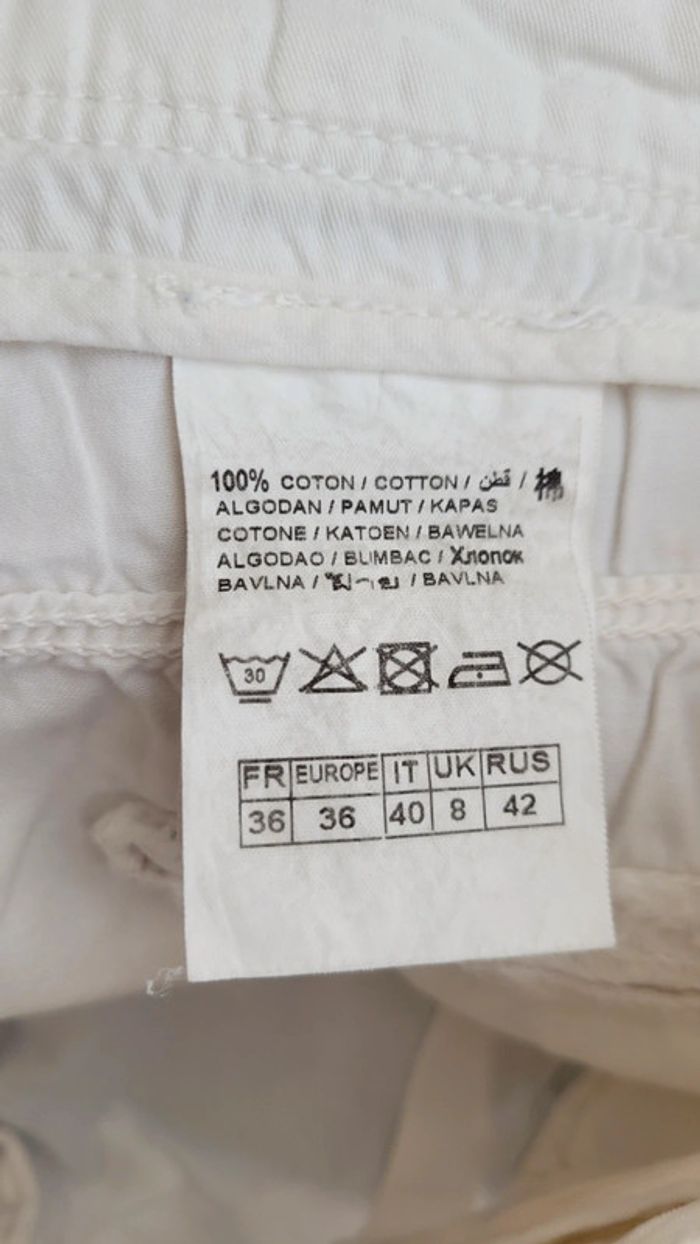 100% COTON / COTTON / قطن / 棉
ALGODAN / PAMUT / KAPAS
COTONE / KATOEN / BAWELNA
ALGODAO / BUMBAC / Хлопок
BAVLNA / / BAVLNA
30
FR EUROPE IT UK RUS
36 36 40 8 42